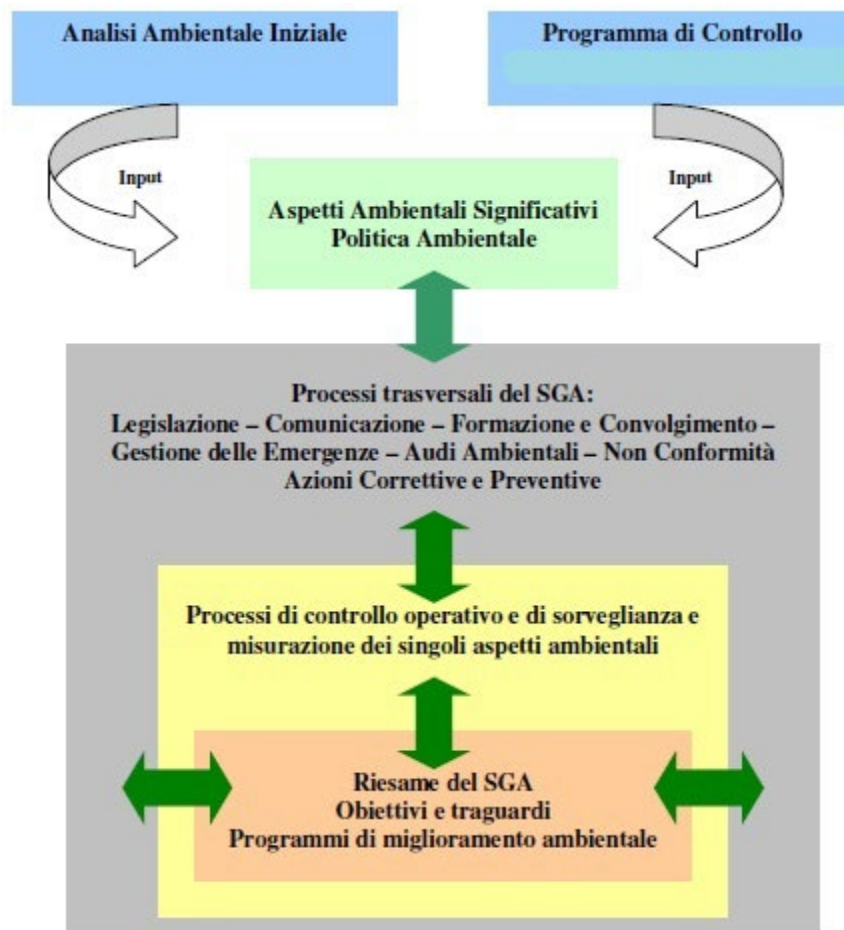 Analisi Ambientale Iniziale
Programma di Controllo
Input
Input
Aspetti Ambientali Significativi
Politica Ambientale
Processi trasversali del SGA:
Legislazione – Comunicazione – Formazione e Convolgimento –
Gestione delle Emergenze – Audi Ambientali – Non Conformità
Azioni Correttive e Preventive
Processi di controllo operativo e di sorveglianza e
misurazione dei singoli aspetti ambientali
Riesame del SGA
Obiettivi e traguardi
Programmi di miglioramento ambientale